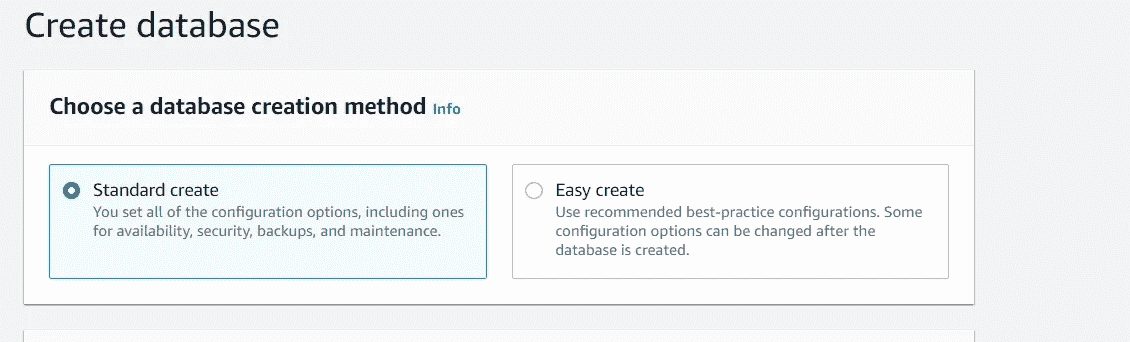 Create database
Choose a database creation method Info
Standard create
You set all of the configuration options, including ones
for availability, security, backups, and maintenance.
Easy create
Use recommended best-practice configurations. Some
configuration options can be changed after the
database is created.